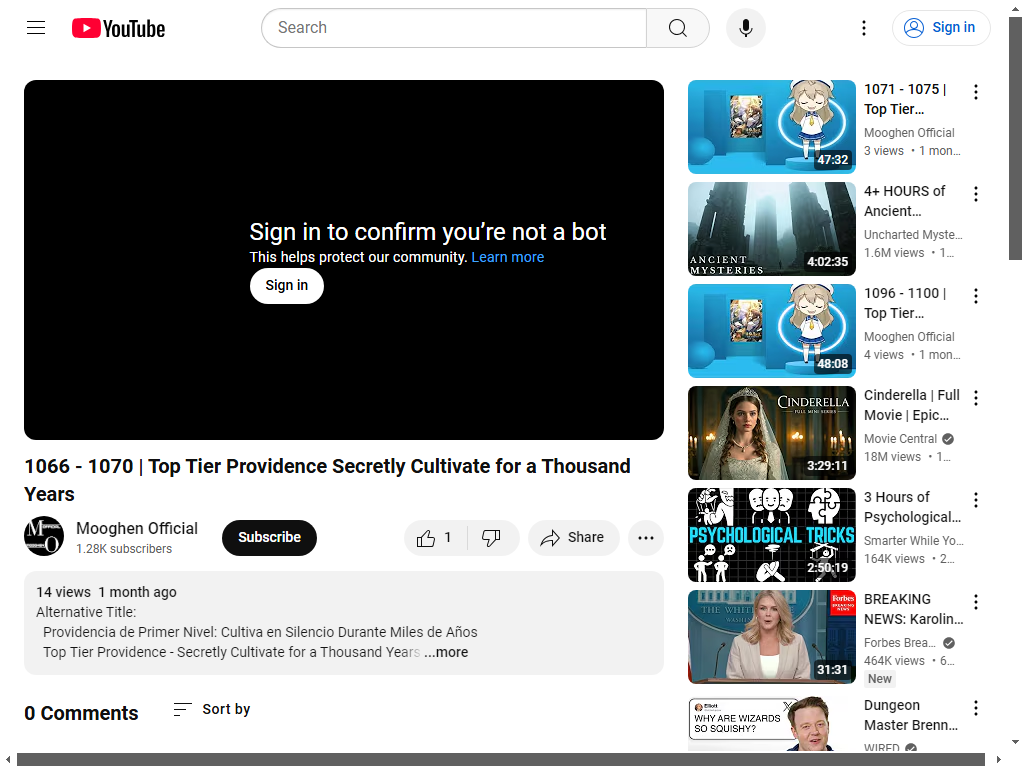 YouTube
Search
Sign in
Sign in to confirm you’re not a bot
This helps protect our community. Learn more
Sign in
1066 - 1070 | Top Tier Providence Secretly Cultivate for a Thousand
Years
Mooghen Official
1.28K subscribers
Subscribe
1
Share
14 views 1 month ago
Alternative Title:
Providencia de Primer Nivel: Cultiva en Silencio Durante Miles de Años
Top Tier Providence - Secretly Cultivate for a Thousand Years ...more
0 Comments
Sort by
47:32
1071 - 1075 |
Top Tier…
Mooghen Official
3 views • 1 mon…
ANCIENT
MYSTERIES
4:02:35
4+ HOURS of
Ancient…
Uncharted Myste…
1.6M views • 1…
48:08
1096 - 1100 |
Top Tier…
Mooghen Official
4 views • 1 mon…
CINDERELLA
FULL MINI SERIES
3:29:11
Cinderella | Full
Movie | Epic…
Movie Central
18M views • 1…
PSYCHOLOGICAL TRICKS
2:50:19
3 Hours of
Psychological…
Smarter While Yo…
164K views • 2…
THE WHITE
Forbes
BREAKING
NEWS
31:31
BREAKING
NEWS: Karolin…
Forbes Brea…
464K views • 6…
New
Elliott
WHY ARE WIZARDS
SO SQUISHY?
Dungeon
Master Brenn…
WIRED